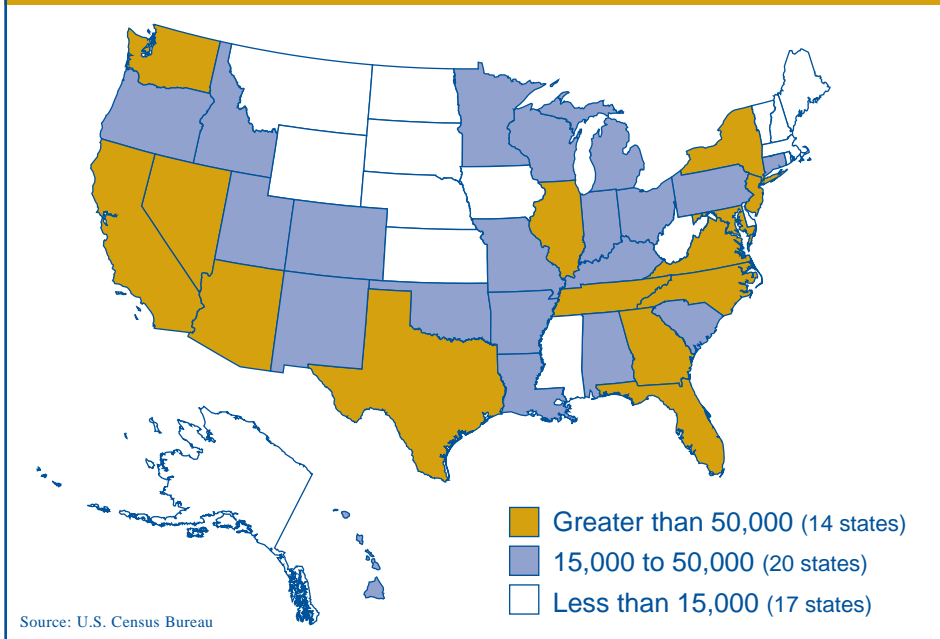 Greater than 50,000 (14 states)
15,000 to 50,000 (20 states)
Less than 15,000 (17 states)
Source: U.S. Census Bureau